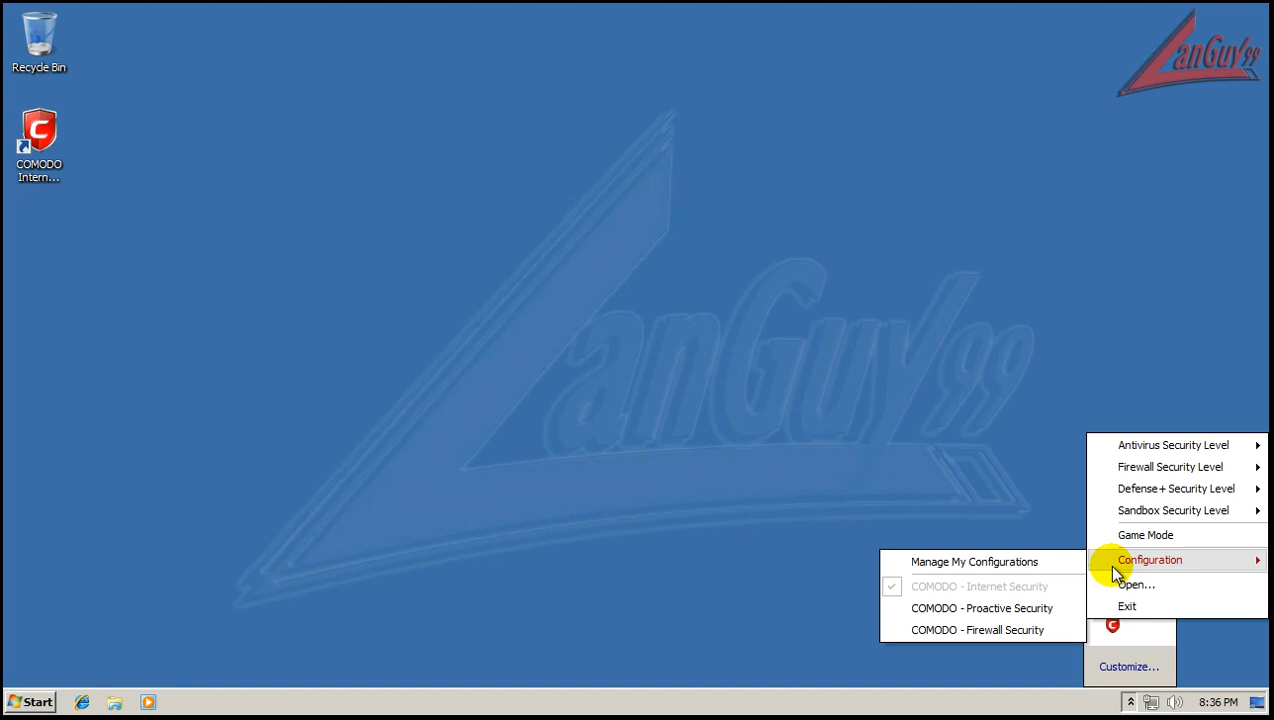 Recycle Bin
COMODO
Intern...
LanGuy99
LanGuy99
Antivirus Security Level
Firewall Security Level
Defense+ Security Level
Sandbox Security Level
Game Mode
Configuration
Open...
Exit
Manage My Configurations
COMODO - Internet Security
COMODO - Proactive Security
COMODO - Firewall Security
Customize...
Start
8:36 PM